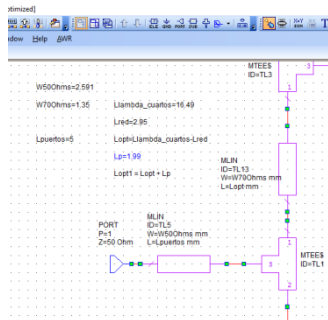 optimized]
ndow Help AWR
MTEE$
ID=TL3
3
1
W50Ohms=2.591
W70Ohms=1.35
Llambda_cuartos=16.49
Lred=2.95
Lpuertos=5
Lopt=Llambda_cuartos-Lred
Lp=1.99
Lopt1 = Lopt + Lp
MLIN
ID=TL13
W=W70Ohms mm
L=Lopt mm
PORT
P=1
Z=50 Ohm
MLIN
ID=TL5
W=W50Ohms mm
L=Lpuertos mm
1
3
2
MTEE$
ID=TL1